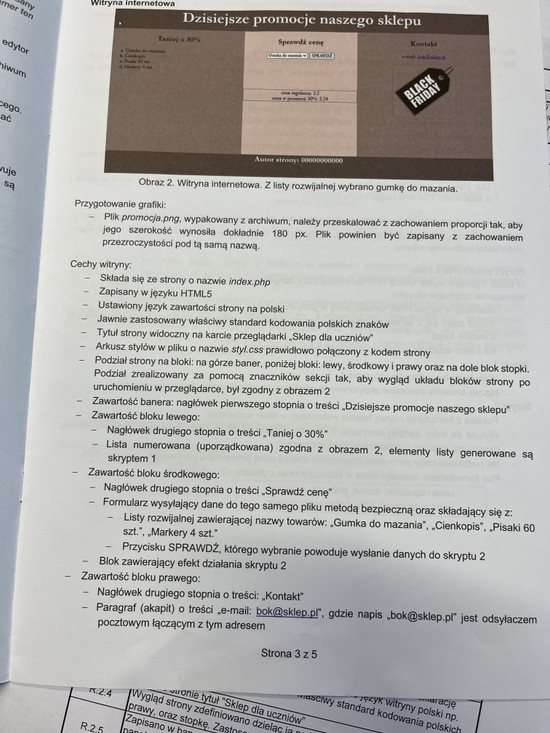 sany
mer ten
edytor
hiwum
cego.
ać
vuje
są
Witryna internetowa
Dzisiejsze promocje naszego sklepu
Taniej o 30%
a. Gumka do mazania
b. Cienkopis
c. Pisaki 60 szt.
d. Markery 4 szt.
Sprawdź cenę
Gumka do mazania SPRAWDŹ
cena regularna: 3.2
cena w promocji 30%: 2.24
Kontakt
e-mail: bok@sklep.pl
BLACK
FRIDAY
Autor strony: 00000000000
Obraz 2. Witryna internetowa. Z listy rozwijalnej wybrano gumkę do mazania.
Przygotowanie grafiki:
− Plik promocja.png, wypakowany z archiwum, należy przeskalować z zachowaniem proporcji tak, aby
jego szerokość wynosiła dokładnie 180 px. Plik powinien być zapisany z zachowaniem
przezroczystości pod tą samą nazwą.
Cechy witryny:
− Składa się ze strony o nazwie index.php
− Zapisany w języku HTML5
− Ustawiony język zawartości strony na polski
− Jawnie zastosowany właściwy standard kodowania polskich znaków
− Tytuł strony widoczny na karcie przeglądarki „Sklep dla uczniów”
− Arkusz stylów w pliku o nazwie styl.css prawidłowo połączony z kodem strony
− Podział strony na bloki: na górze baner, poniżej bloki: lewy, środkowy i prawy oraz na dole blok stopki.
Podział zrealizowany za pomocą znaczników sekcji tak, aby wygląd układu bloków strony po
uruchomieniu w przeglądarce, był zgodny z obrazem 2
− Zawartość banera: nagłówek pierwszego stopnia o treści „Dzisiejsze promocje naszego sklepu”
− Zawartość bloku lewego:
− Nagłówek drugiego stopnia o treści „Taniej o 30%”
− Lista numerowana (uporządkowana) zgodna z obrazem 2, elementy listy generowane są
skryptem 1
− Zawartość bloku środkowego:
− Nagłówek drugiego stopnia o treści „Sprawdź cenę”
− Formularz wysyłający dane do tego samego pliku metodą bezpieczną oraz składający się z:
− Listy rozwijalnej zawierającej nazwy towarów: „Gumka do mazania”, „Cienkopis”, „Pisaki 60
szt.”, „Markery 4 szt.”
− Przycisku SPRAWDŹ, którego wybranie powoduje wysłanie danych do skryptu 2
− Blok zawierający efekt działania skryptu 2
− Zawartość bloku prawego:
− Nagłówek drugiego stopnia o treści: „Kontakt”
− Paragraf (akapit) o treści „e-mail: bok@sklep.pl”, gdzie napis „bok@sklep.pl” jest odsyłaczem
pocztowym łączącym z tym adresem
Strona 3 z 5
język witryny polski np.
R.2.4 stronie tytuł "Sklep dla uczniów" właściwy standard kodowania polskich
Wygląd strony zdefiniowano dzieląc ją
R.2.5 prawy, oraz stopkę.
Zapisano w